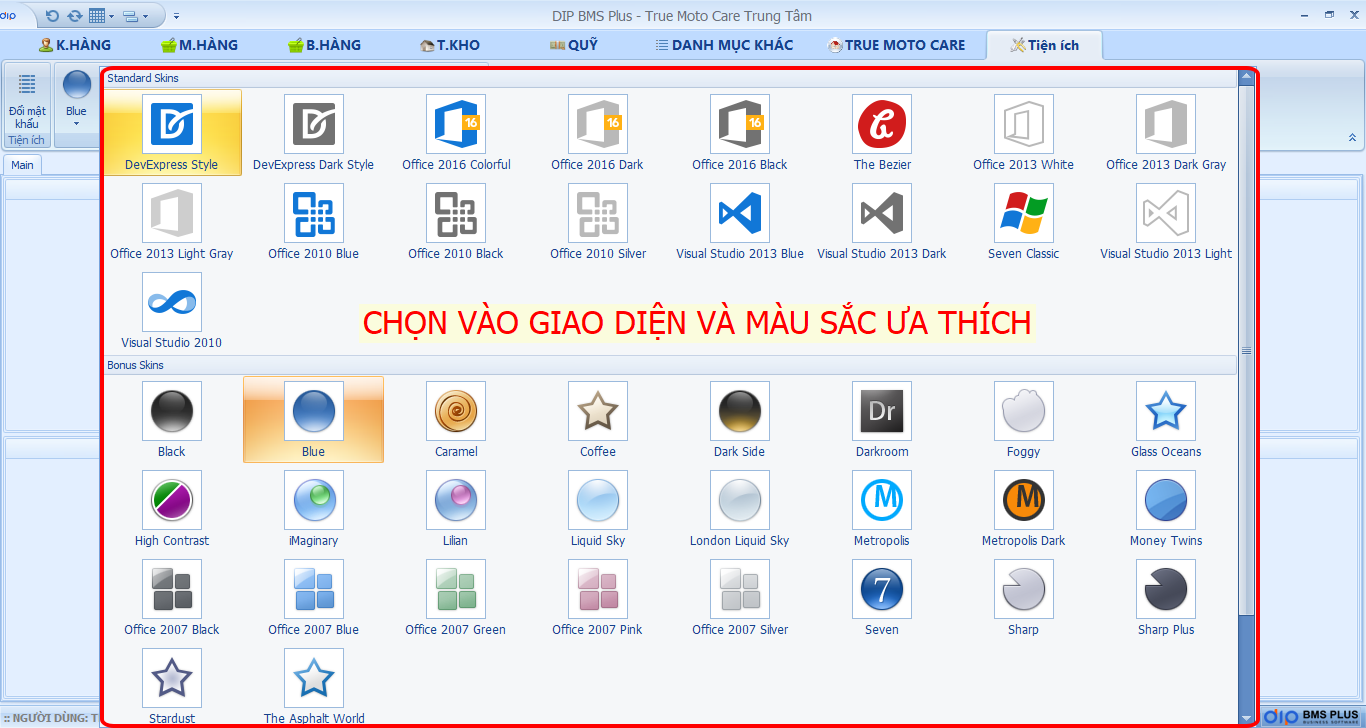 dip
DIP BMS Plus - True Moto Care Trung Tâm
K.HÀNG M.HÀNG B.HÀNG T.KHO QUỸ DANH MỤC KHÁC TRUE MOTO CARE Tiện ích
Đổi mật khẩu
Tiện ích
Blue
Main
Standard Skins
DevExpress Style DevExpress Dark Style Office 2016 Colorful Office 2016 Dark Office 2016 Black The Bezier Office 2013 White Office 2013 Dark Gray
Office 2013 Light Gray Office 2010 Blue Office 2010 Black Office 2010 Silver Visual Studio 2013 Blue Visual Studio 2013 Dark Seven Classic Visual Studio 2013 Light
Visual Studio 2010
CHỌN VÀO GIAO DIỆN VÀ MÀU SẮC ƯA THÍCH
Bonus Skins
Black Blue Caramel Coffee Dark Side Darkroom Foggy Glass Oceans
High Contrast iMaginary Lilian Liquid Sky London Liquid Sky Metropolis Metropolis Dark Money Twins
Office 2007 Black Office 2007 Blue Office 2007 Green Office 2007 Pink Office 2007 Silver Seven Sharp Sharp Plus
Stardust The Asphalt World
:: NGƯỜI DÙNG: T
dip BMS PLUS
BUSINESS SOFTWARE